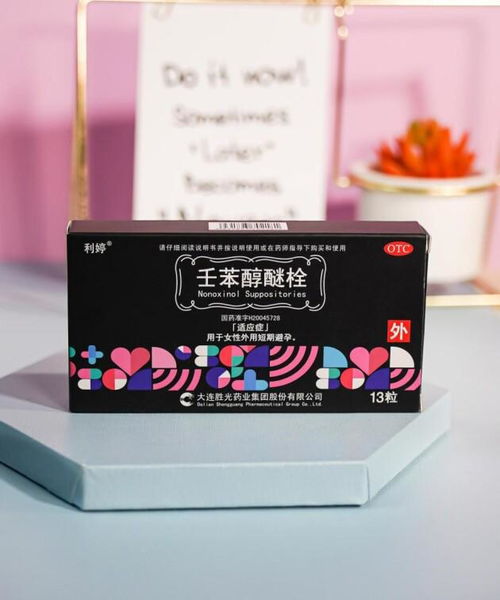 Do it now!
Sometimes
"Later"
Becomes
利婷®
请仔细阅读说明书并按说明使用或在药师指导下购买和使用
OTC
壬苯醇醚栓
Nonoxinol Suppositories
国药准字H20045728
「适应症」
用于女性外用短期避孕。
外
大连胜光药业集团股份有限公司
Dalian Shengguang Pharmaceutical Group Co.,Ltd
13粒